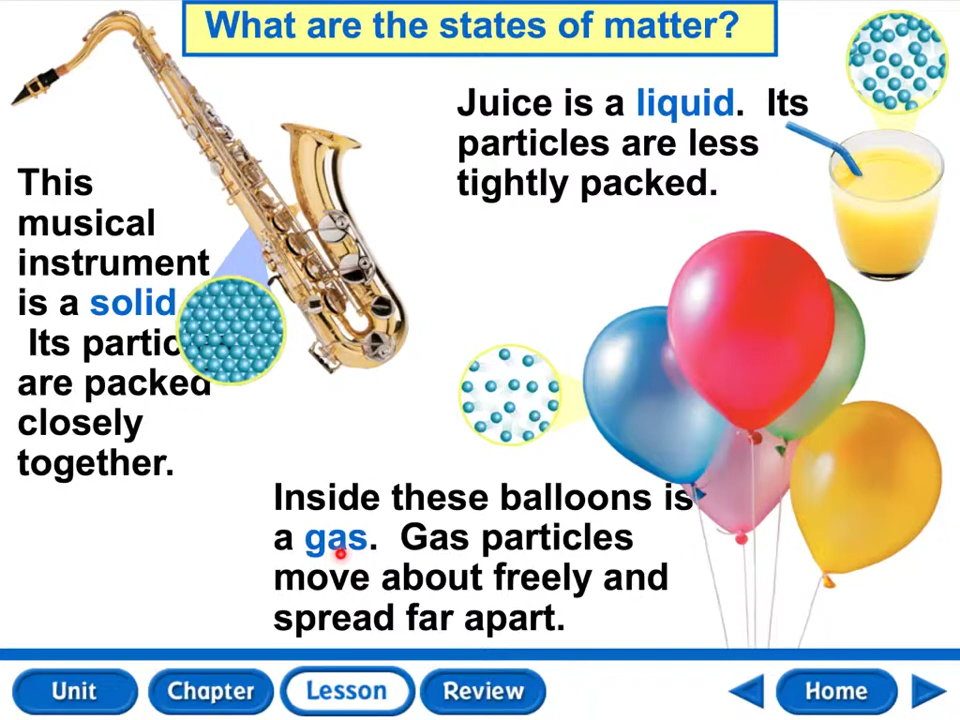 What are the states of matter?
Juice is a liquid. Its
particles are less
tightly packed.
This
musical
instrument
is a solid
Its partic
are packed
closely
together.
Inside these balloons is
a gas. Gas particles
move about freely and
spread far apart.
Unit
Chapter
Lesson
Review
Home